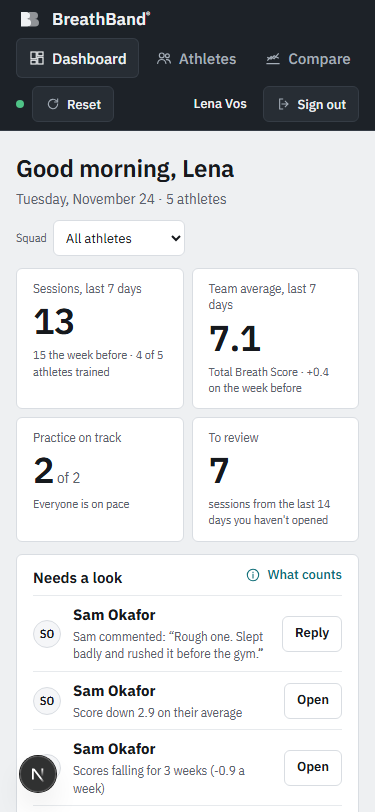 BreathBand®
Dashboard
Athletes
Compare
Reset
Lena Vos
Sign out
Good morning, Lena
Tuesday, November 24 · 5 athletes
Squad
All athletes
Sessions, last 7 days
13
15 the week before · 4 of 5
athletes trained
Team average, last 7
days
7.1
Total Breath Score · +0.4
on the week before
Practice on track
2 of 2
Everyone is on pace
To review
7
sessions from the last 14
days you haven't opened
Needs a look
What counts
SO
Sam Okafor
Sam commented: “Rough one. Slept
badly and rushed it before the gym.”
Reply
SO
Sam Okafor
Score down 2.9 on their average
Open
Sam Okafor
Scores falling for 3 weeks (-0.9 a
week)
Open
N